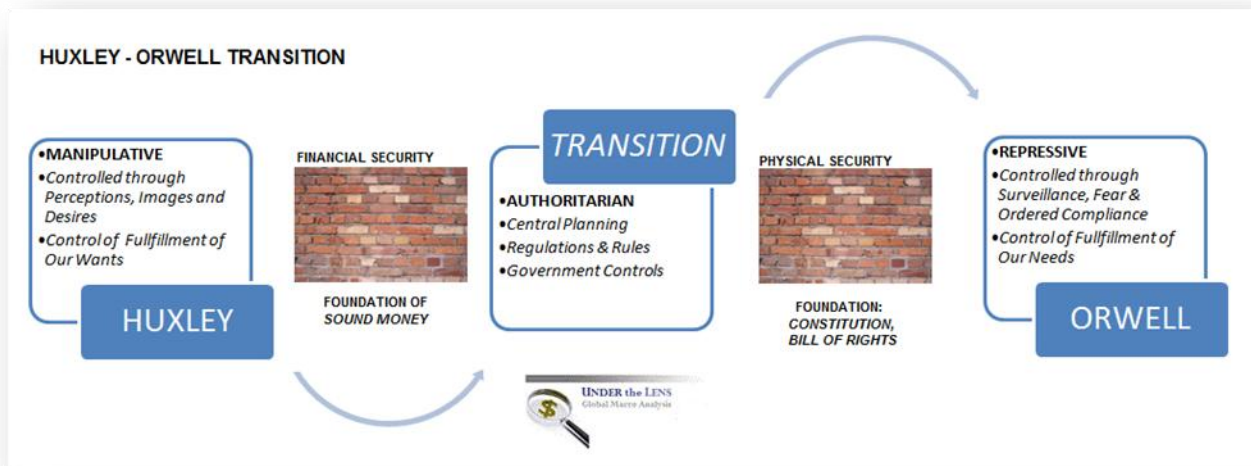 HUXLEY - ORWELL TRANSITION
•MANIPULATIVE
•Controlled through
Perceptions, Images and
Desires
•Control of Fullfillment of
Our Wants
HUXLEY
FINANCIAL SECURITY
FOUNDATION OF
SOUND MONEY
TRANSITION
•AUTHORITARIAN
•Central Planning
•Regulations & Rules
•Government Controls
PHYSICAL SECURITY
FOUNDATION:
CONSTITUTION,
BILL OF RIGHTS
•REPRESSIVE
•Controlled through
Surveillance, Fear &
Ordered Compliance
•Control of Fullfillment of
Our Needs
ORWELL
$
UNDER the LENS
Global Macro Analysis